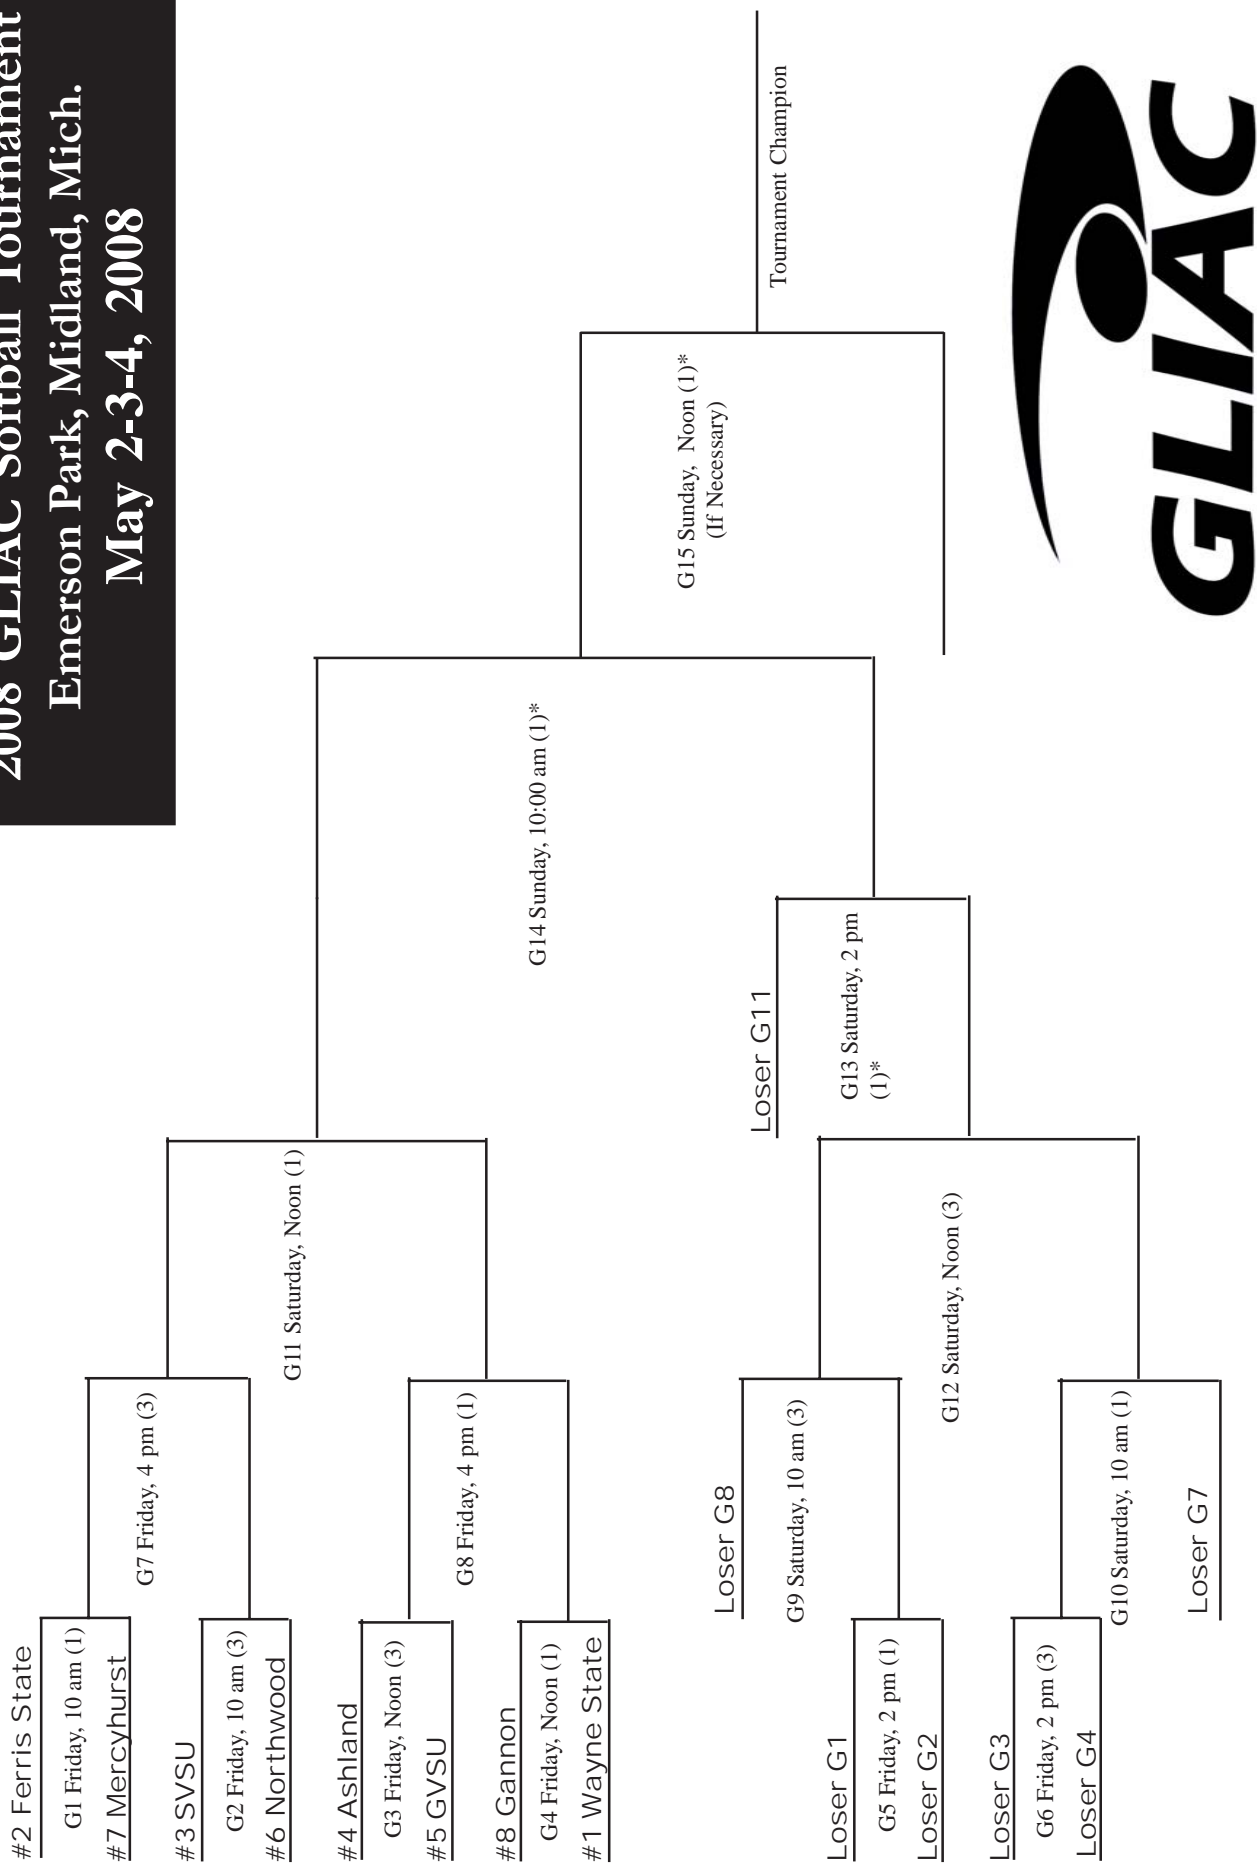 2008 GLIAC Softball Tournament
Emerson Park, Midland, Mich.
May 2-3-4, 2008
#2 Ferris State
G1 Friday, 10 am (1)
#7 Mercyhurst
#3 SVSU
G2 Friday, 10 am (3)
#6 Northwood
#4 Ashland
G3 Friday, Noon (3)
#5 GVSU
#8 Gannon
G4 Friday, Noon (1)
#1 Wayne State
G7 Friday, 4 pm (3)
G8 Friday, 4 pm (1)
G11 Saturday, Noon (1)
G14 Sunday, 10:00 am (1)*
G15 Sunday, Noon (1)*
(If Necessary)
Tournament Champion
Loser G11
G13 Saturday, 2 pm
(1)*
Loser G8
G9 Saturday, 10 am (3)
G12 Saturday, Noon (3)
G10 Saturday, 10 am (1)
Loser G7
Loser G1
G5 Friday, 2 pm (1)
Loser G2
Loser G3
G6 Friday, 2 pm (3)
Loser G4
GLIAC